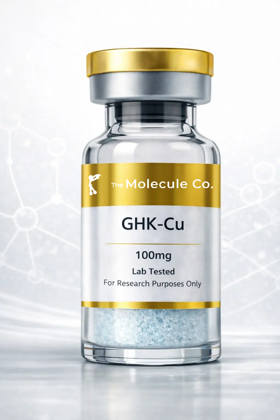 The Molecule Co.
GHK-Cu
100mg
Lab Tested
For Research Purposes Only